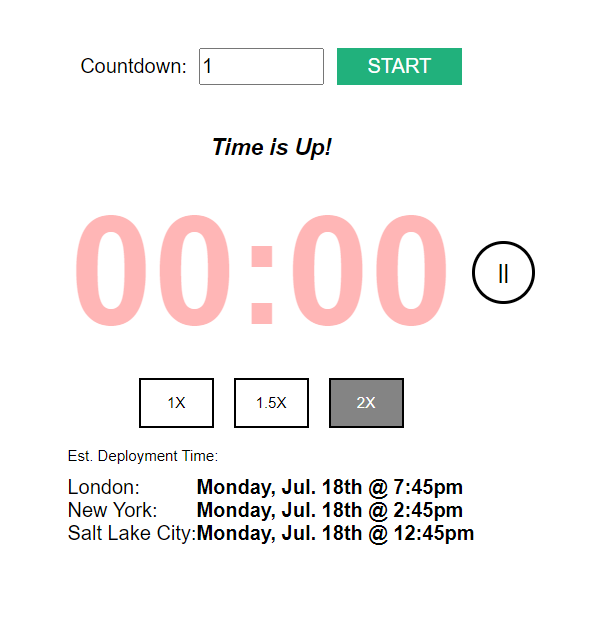 Countdown: 1 START
Time is Up!
00:00 ||
1X 1.5X 2X
Est. Deployment Time:
London: Monday, Jul. 18th @ 7:45pm
New York: Monday, Jul. 18th @ 2:45pm
Salt Lake City:Monday, Jul. 18th @ 12:45pm